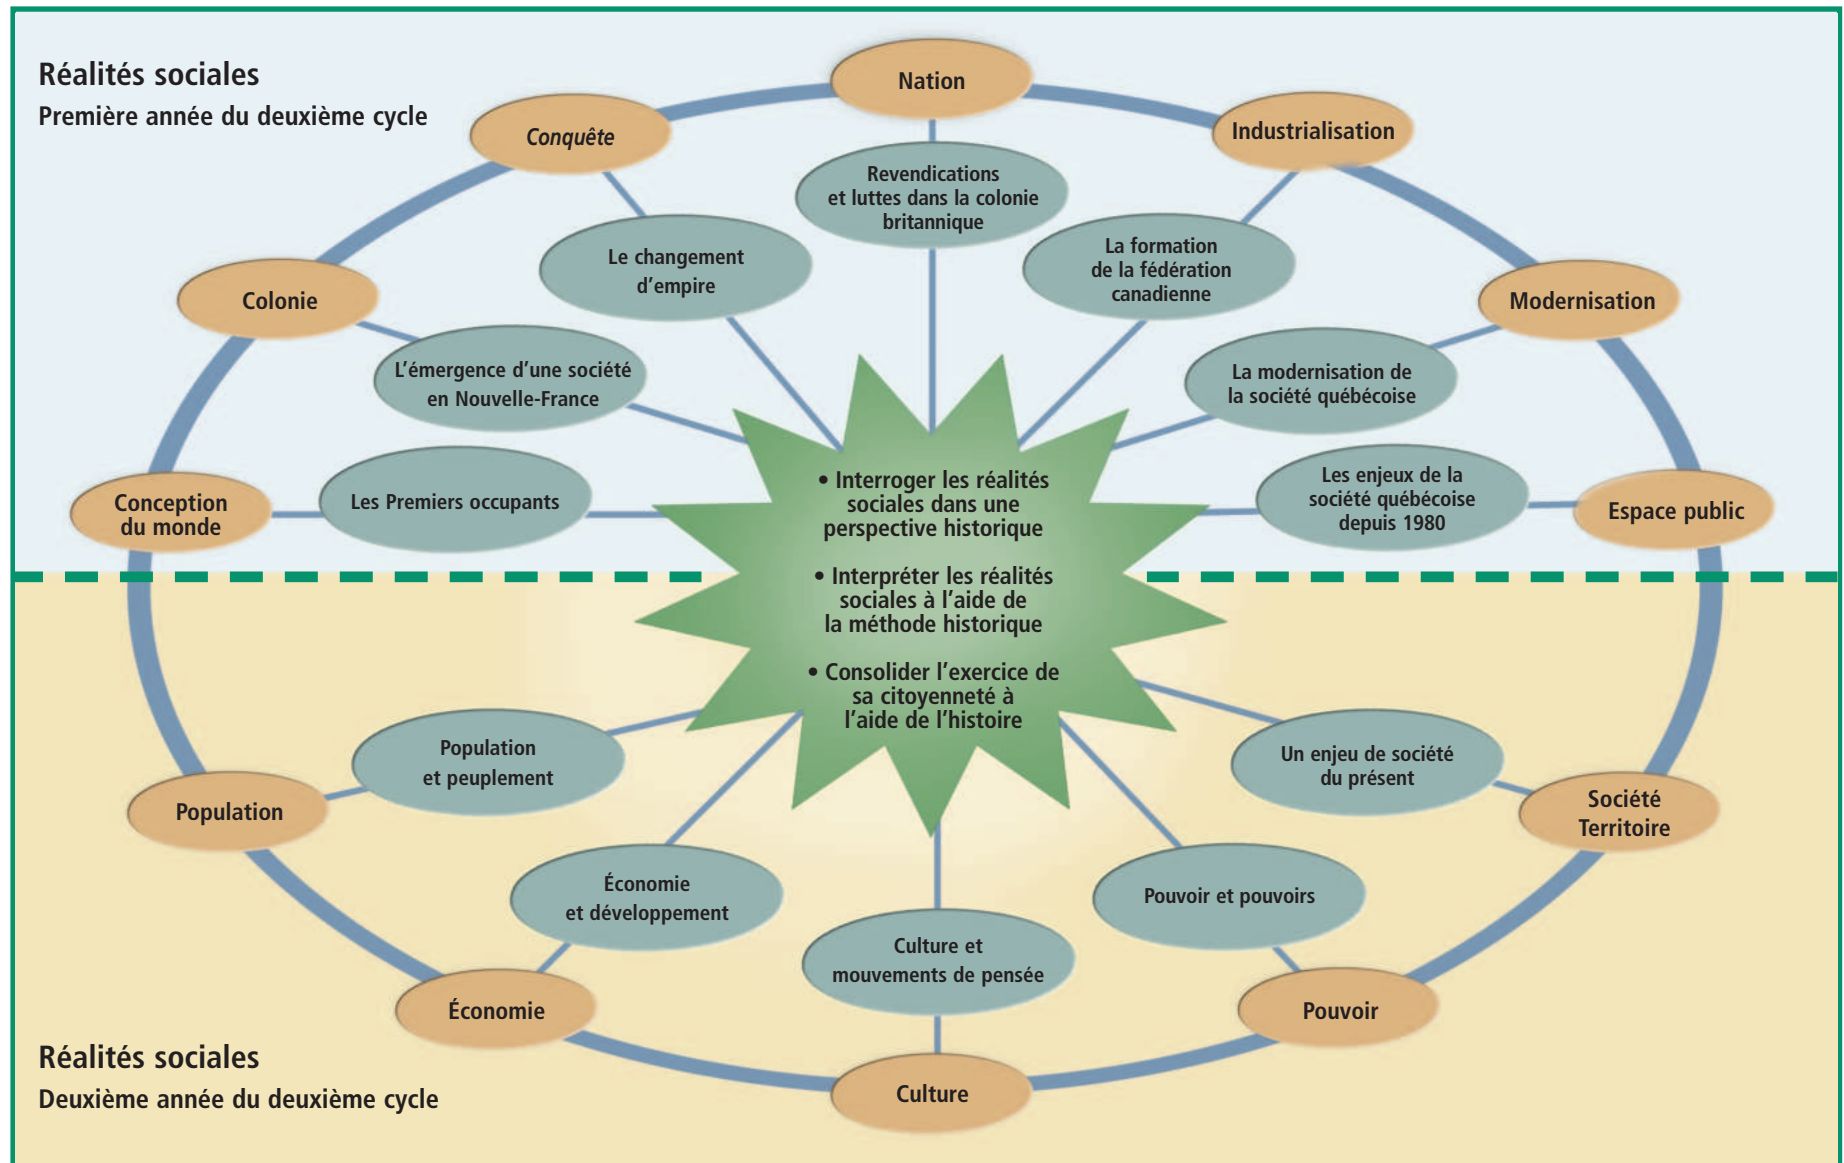 Réalités sociales
Première année du deuxième cycle
Nation
Conquête
Industrialisation
Revendications
et luttes dans la colonie
britannique
Le changement
d'empire
La formation
de la fédération
canadienne
Colonie
Modernisation
L'émergence d'une société
en Nouvelle-France
La modernisation de
la société québécoise
Conception
du monde
Les Premiers occupants
Les enjeux de la
société québécoise
depuis 1980
Espace public
• Interroger les réalités
sociales dans une
perspective historique
• Interpréter les réalités
sociales à l'aide de
la méthode historique
• Consolider l'exercice de
sa citoyenneté à
l'aide de l'histoire
Population
et peuplement
Un enjeu de société
du présent
Population
Société
Territoire
Économie
et développement
Pouvoir et pouvoirs
Culture et
mouvements de pensée
Économie
Pouvoir
Culture
Réalités sociales
Deuxième année du deuxième cycle